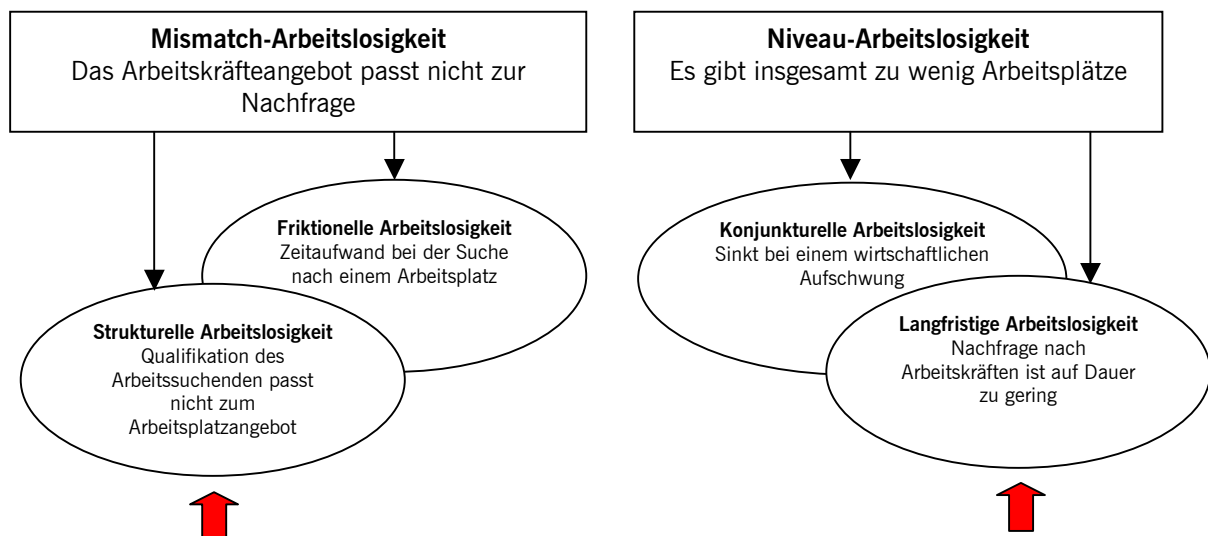 Mismatch-Arbeitslosigkeit
Das Arbeitskräfteangebot passt nicht zur
Nachfrage
Niveau-Arbeitslosigkeit
Es gibt insgesamt zu wenig Arbeitsplätze
Friktionelle Arbeitslosigkeit
Zeitaufwand bei der Suche
nach einem Arbeitsplatz
Strukturelle Arbeitslosigkeit
Qualifikation des
Arbeitssuchenden passt
nicht zum
Arbeitsplatzangebot
Konjunkturelle Arbeitslosigkeit
Sinkt bei einem wirtschaftlichen
Aufschwung
Langfristige Arbeitslosigkeit
Nachfrage nach
Arbeitskräften ist auf Dauer
zu gering